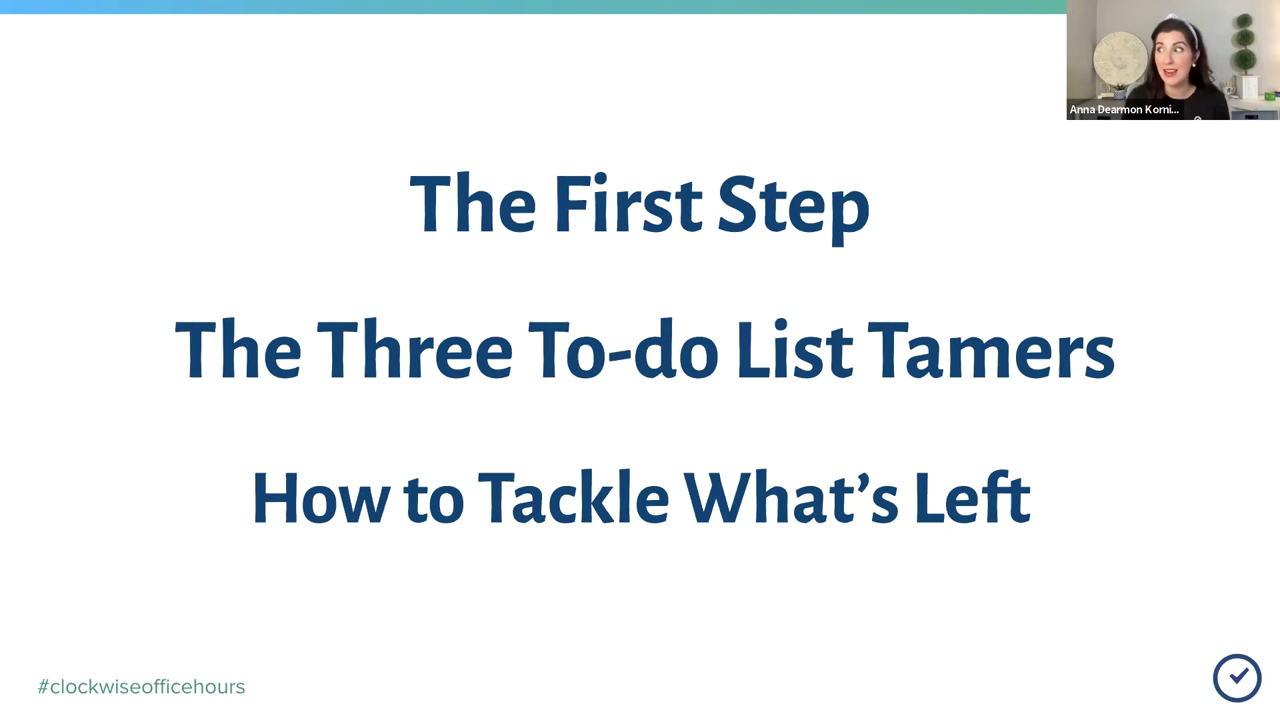 Anna Dearmon Korni...
The First Step
The Three To-do List Tamers
How to Tackle What's Left
#clockwiseofficehours